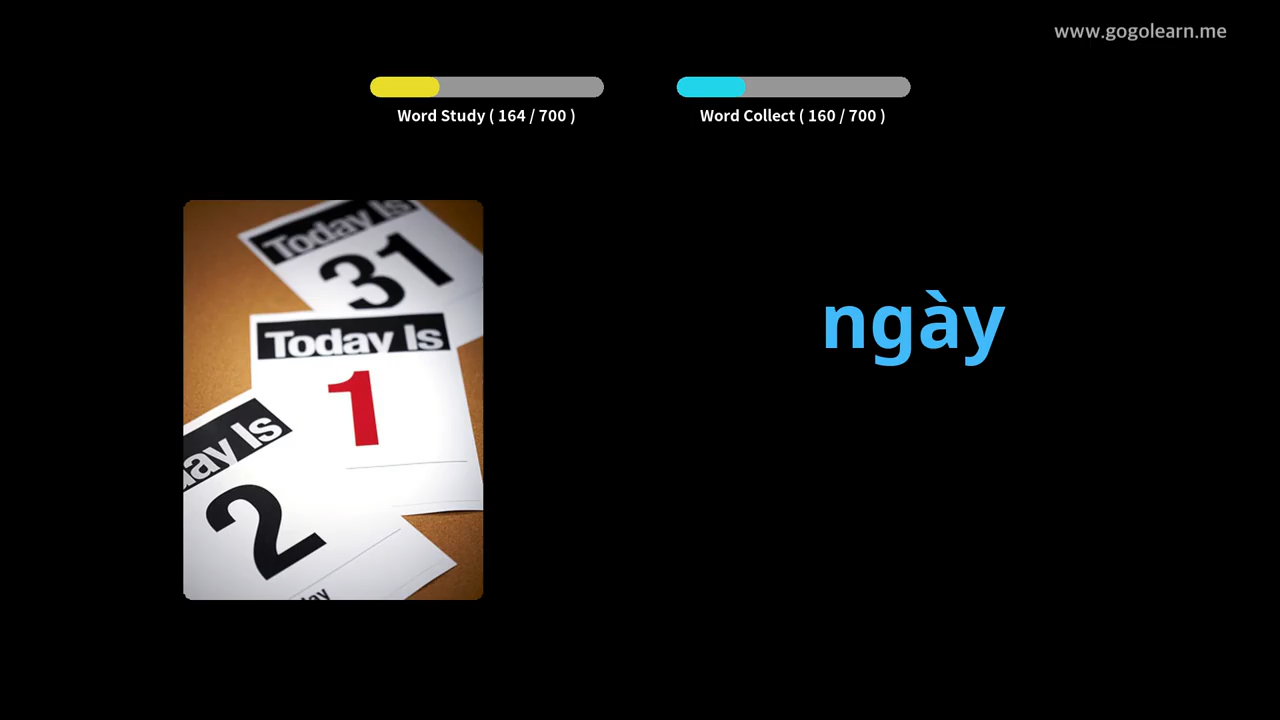 www.gogolearn.me
Word Study ( 164 / 700 )
Word Collect ( 160 / 700 )
Today Is
31
Today Is
1
ay Is
2
ay
ngày